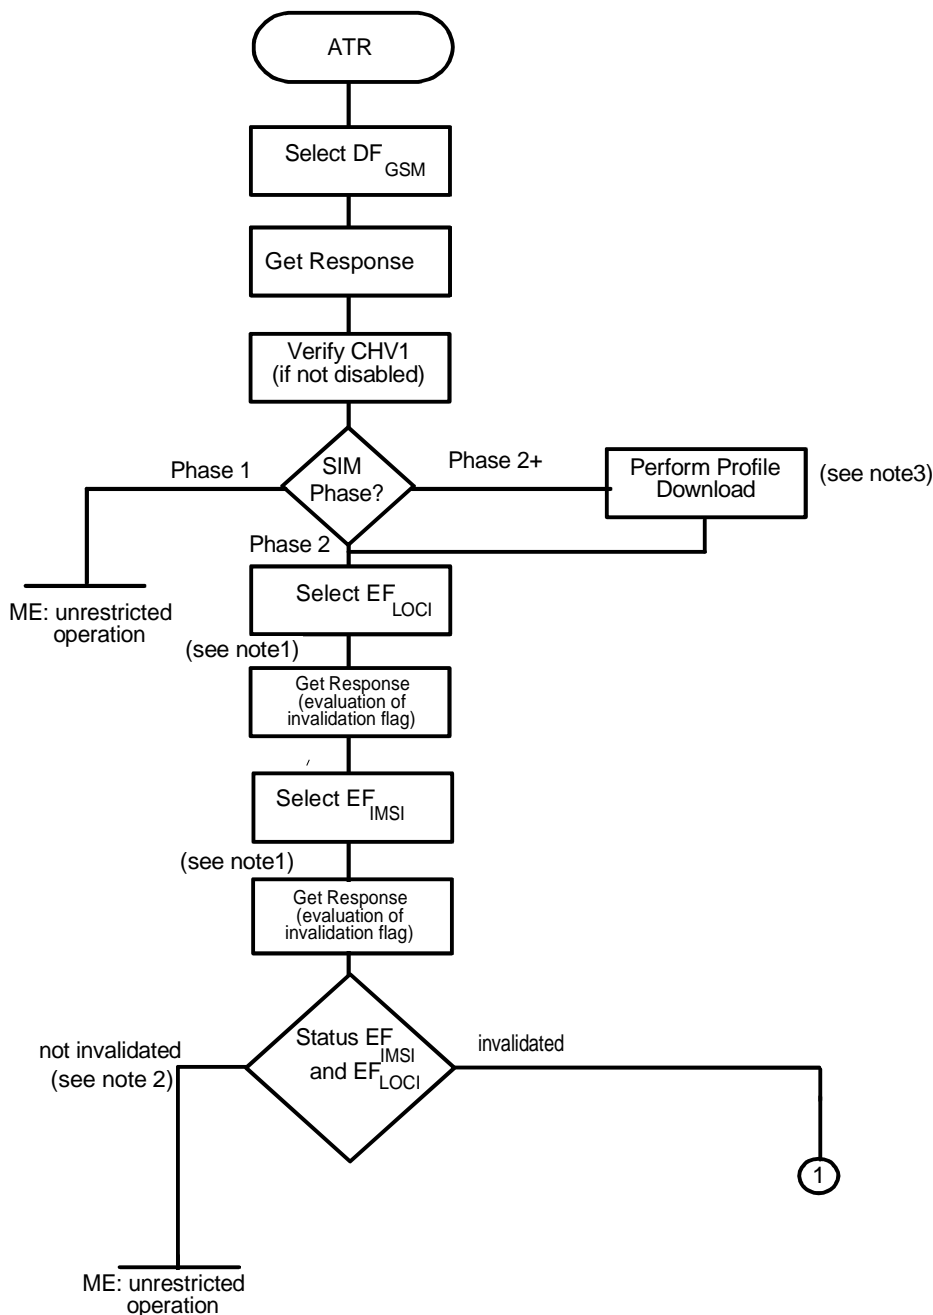 ATR
Select DF GSM
Get Response
Verify CHV1
(if not disabled)
Phase 1
SIM
Phase?
Phase 2+
Perform Profile
Download
(see note3)
Phase 2
ME: unrestricted
operation
Select EF LOCI
(see note1)
Get Response
(evaluation of
invalidation flag)
Select EF IMSI
(see note1)
Get Response
(evaluation of
invalidation flag)
not invalidated
(see note 2)
Status EF IMSI
and EF LOCI
invalidated
1
ME: unrestricted
operation